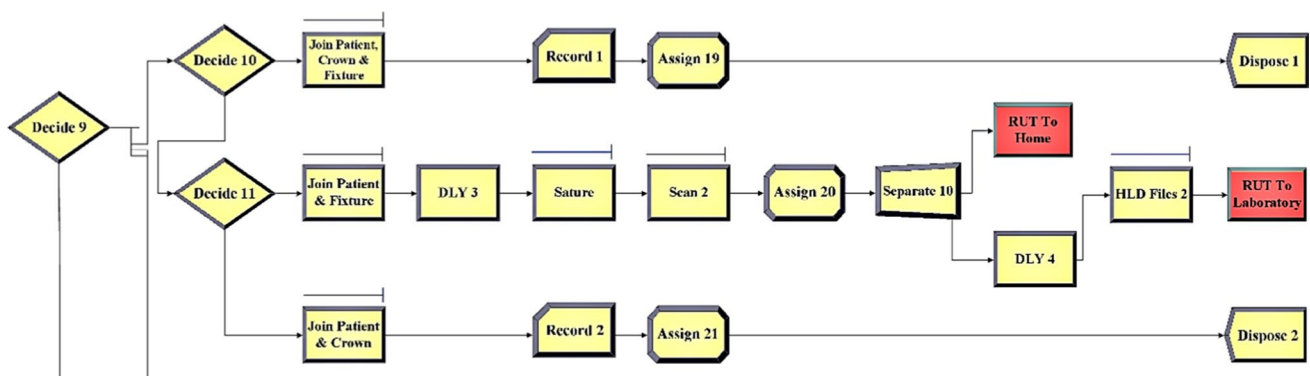 Join Patient,
Crown &
Fixture
Decide 10
Record 1
Assign 19
Dispose 1
Decide 9
RUT To
Home
Decide 11
Join Patient
& Fixture
DLY 3
Sature
Scan 2
Assign 20
Separate 10
HLD Files 2
RUT To
Laboratory
DLY 4
Join Patient
& Crown
Record 2
Assign 21
Dispose 2